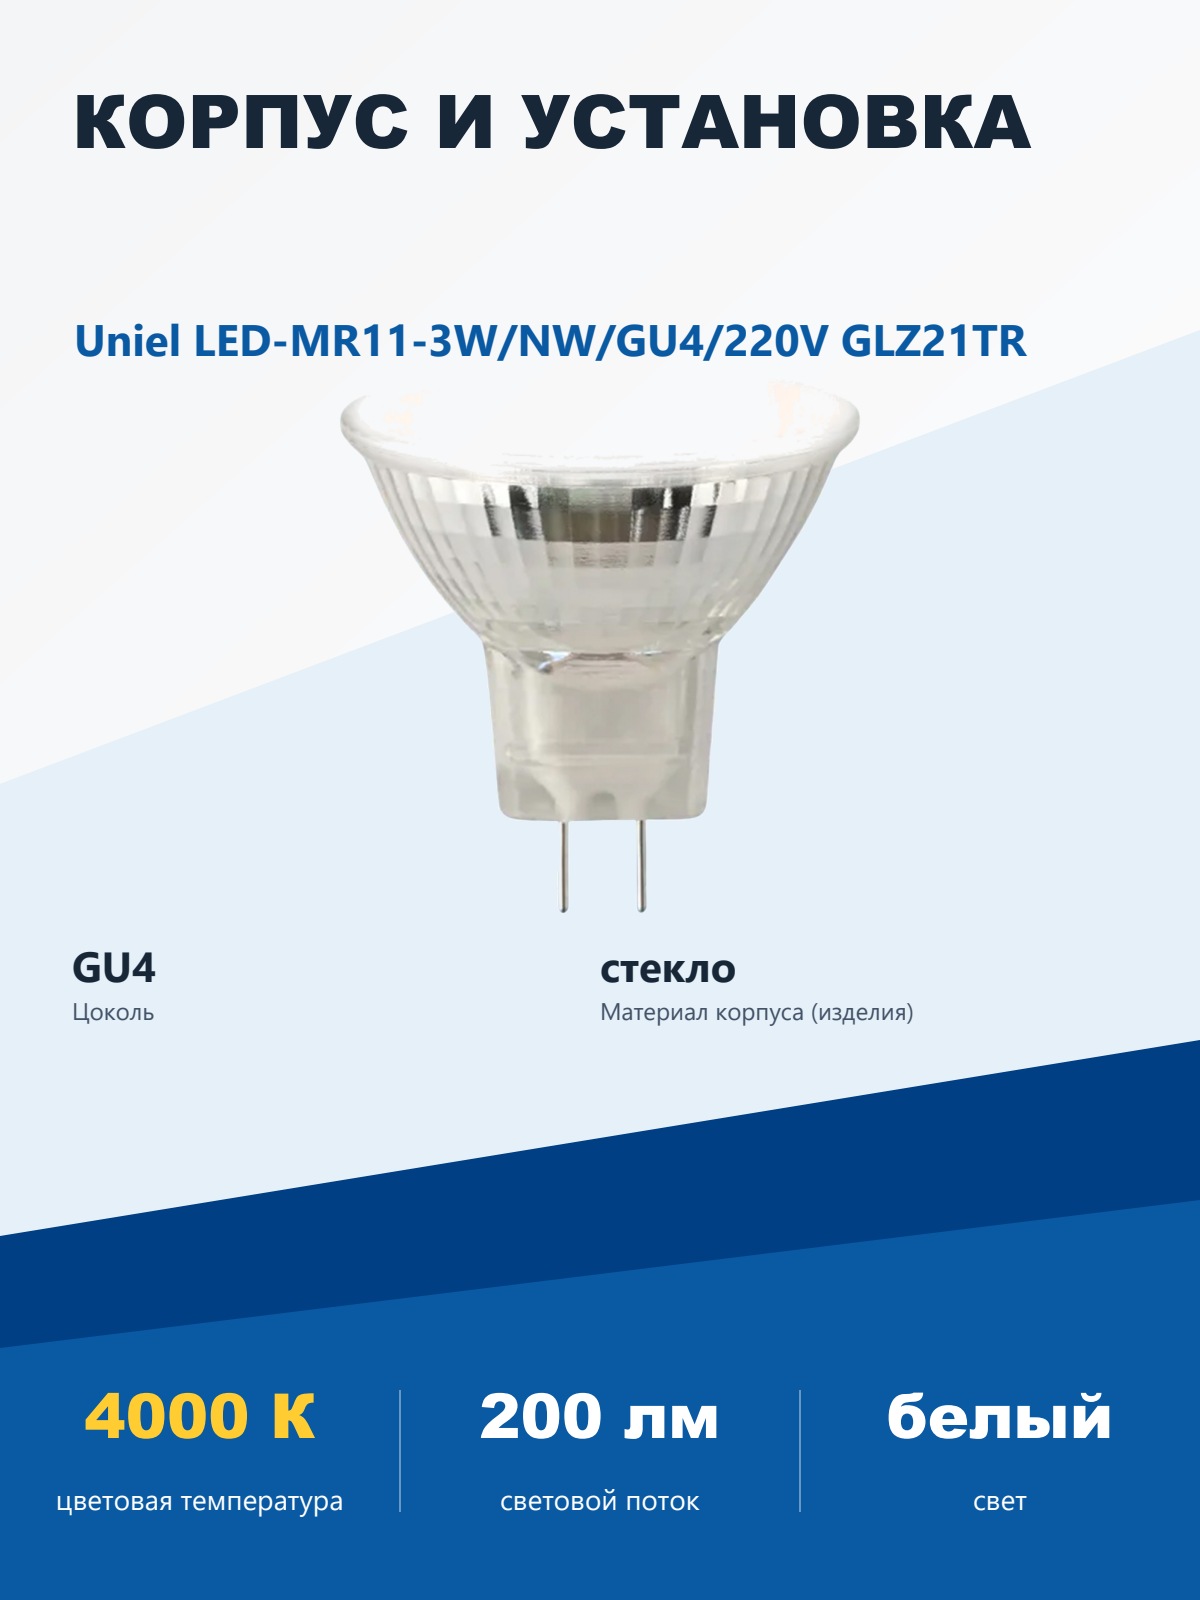 КОРПУС И УСТАНОВКА
Uniel LED-MR11-3W/NW/GU4/220V GLZ21TR
GU4
Цоколь
стекло
Материал корпуса (изделия)
4000 К
цветовая температура
200 лм
световой поток
белый
свет